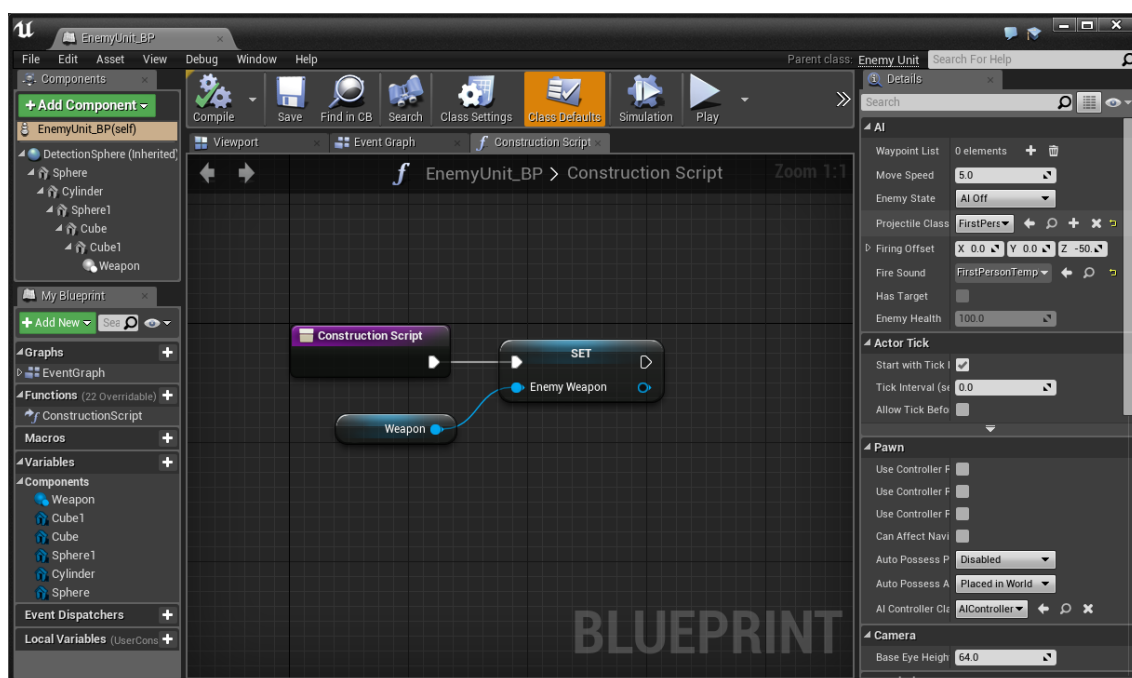 EnemyUnit_BP
File Edit Asset View Debug Window Help
Parent class: Enemy Unit
Search For Help
Components
+Add Component
EnemyUnit_BP(self)
DetectionSphere (Inherited)
Sphere
Cylinder
Sphere1
Cube
Cube1
Weapon
My Blueprint
+Add New
Sea
Graphs
EventGraph
Functions (22 Overridable)
ConstructionScript
Macros
Variables
Components
Weapon
Cube1
Cube
Sphere1
Cylinder
Sphere
Event Dispatchers
Local Variables (UserCons
Compile Save Find in CB Search Class Settings Class Defaults Simulation Play
Viewport Event Graph Construction Script
EnemyUnit_BP > Construction Script
Zoom 1:1
Construction Script
SET
Enemy Weapon
Weapon
BLUEPRINT
Details
Search
AI
Waypoint List 0 elements
Move Speed 5.0
Enemy State AI Off
Projectile Class FirstPers
Firing Offset X 0.0 Y 0.0 Z -50.
Fire Sound FirstPersonTemp
Has Target
Enemy Health 100.0
Actor Tick
Start with Tick
Tick Interval (se 0.0
Allow Tick Befo
Pawn
Use Controller
Use Controller
Use Controller
Can Affect Navi
Auto Possess P Disabled
Auto Possess A Placed in World
AI Controller Cla AIController
Camera
Base Eye Heigh 64.0